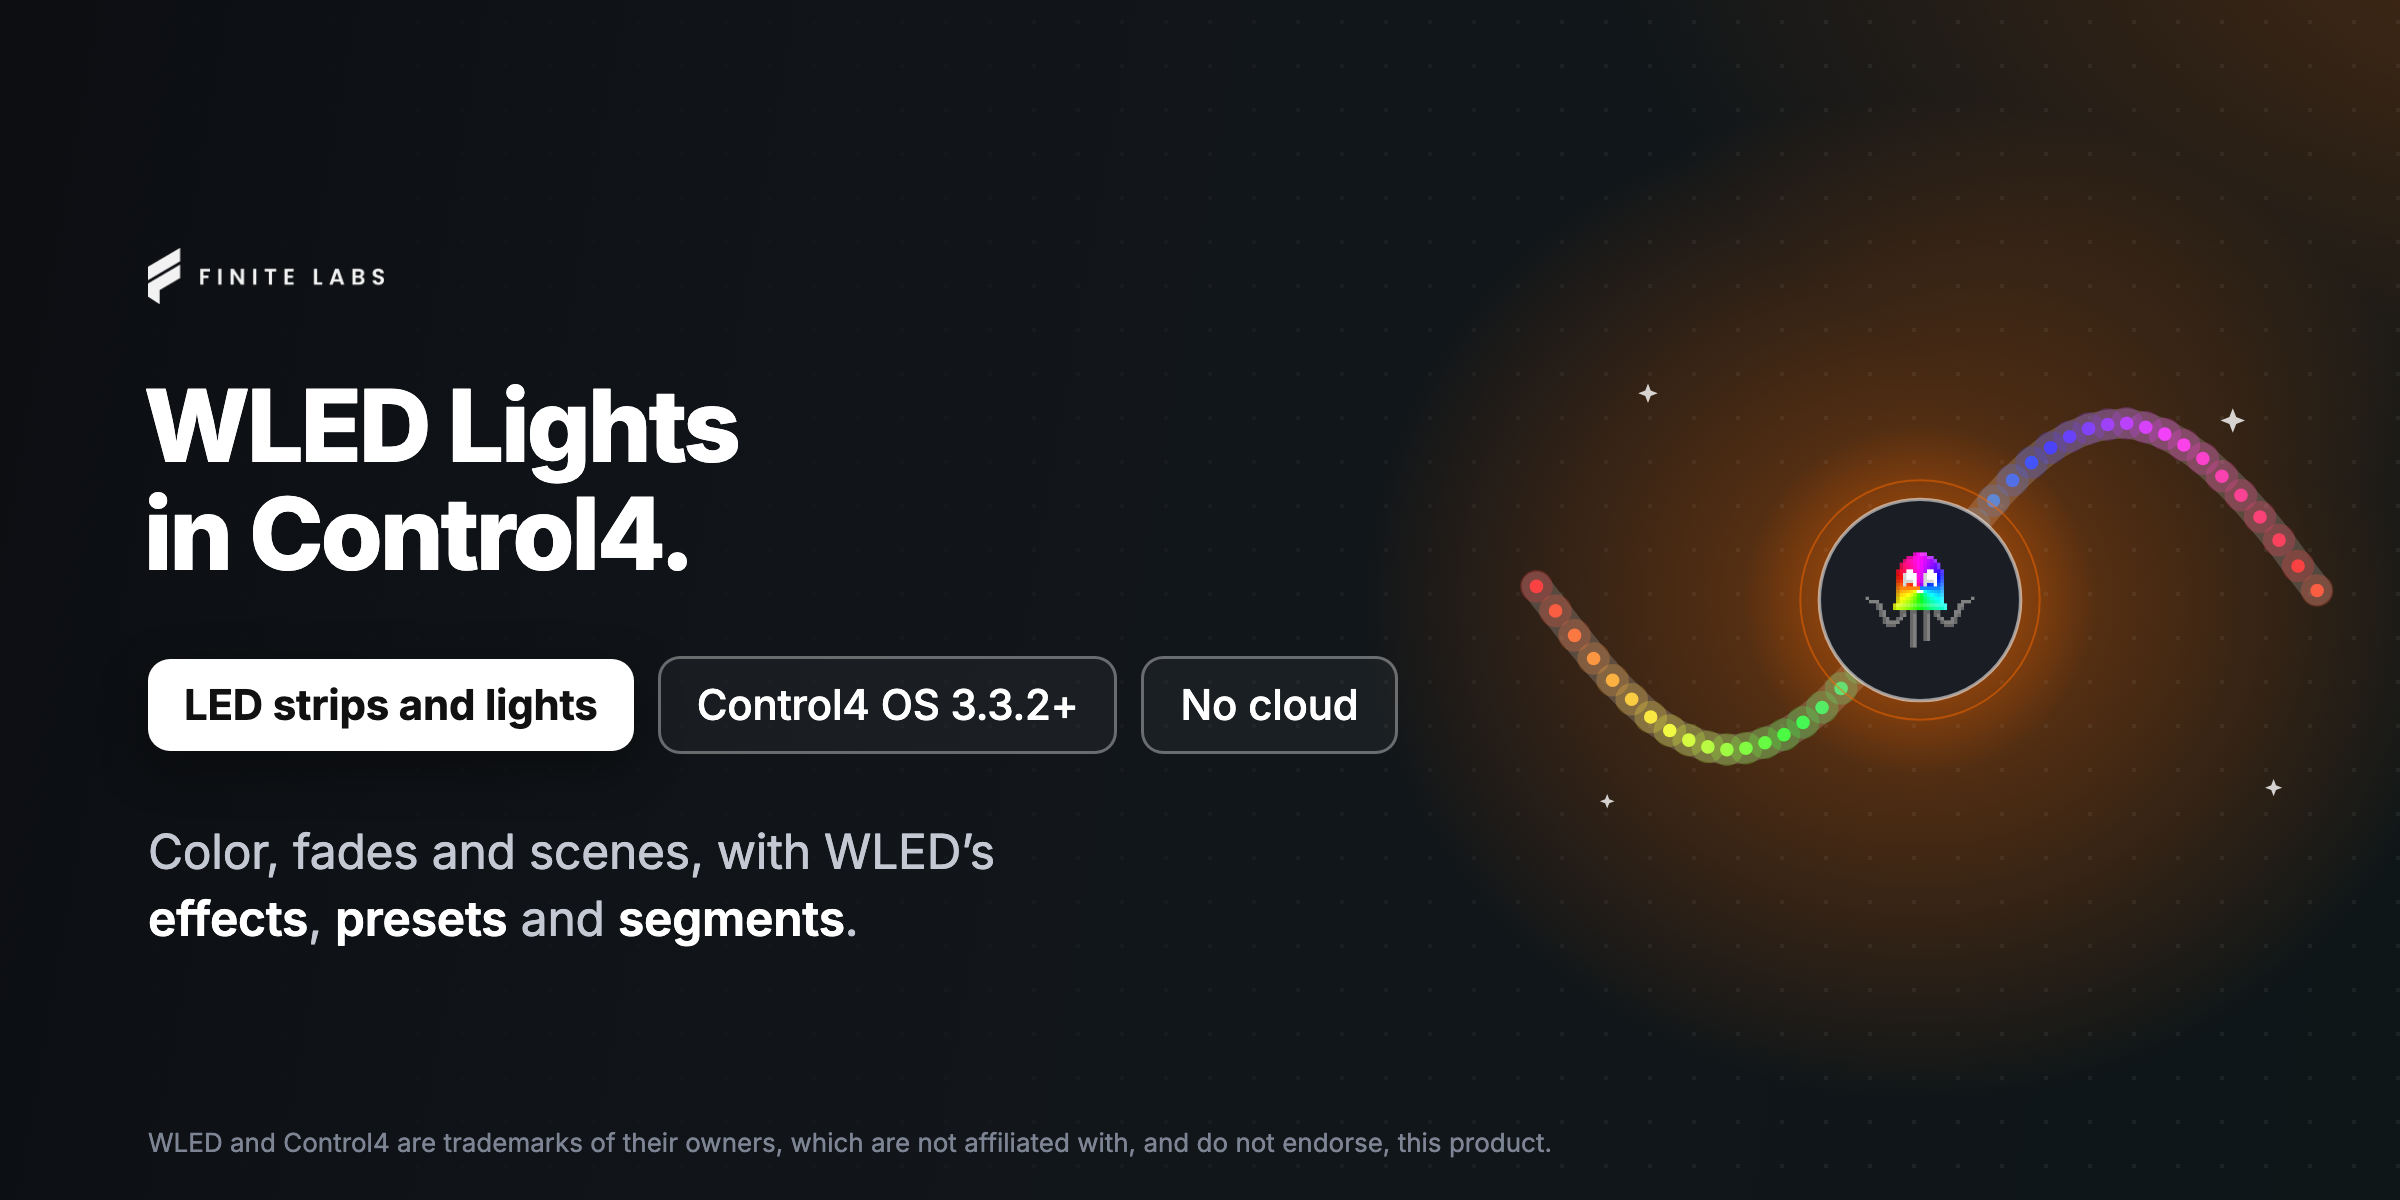 FINITE LABS
WLED Lights
in Control4.
LED strips and lights
Control4 OS 3.3.2+
No cloud
Color, fades and scenes, with WLED’s
effects, presets and segments.
WLED and Control4 are trademarks of their owners, which are not affiliated with, and do not endorse, this product.